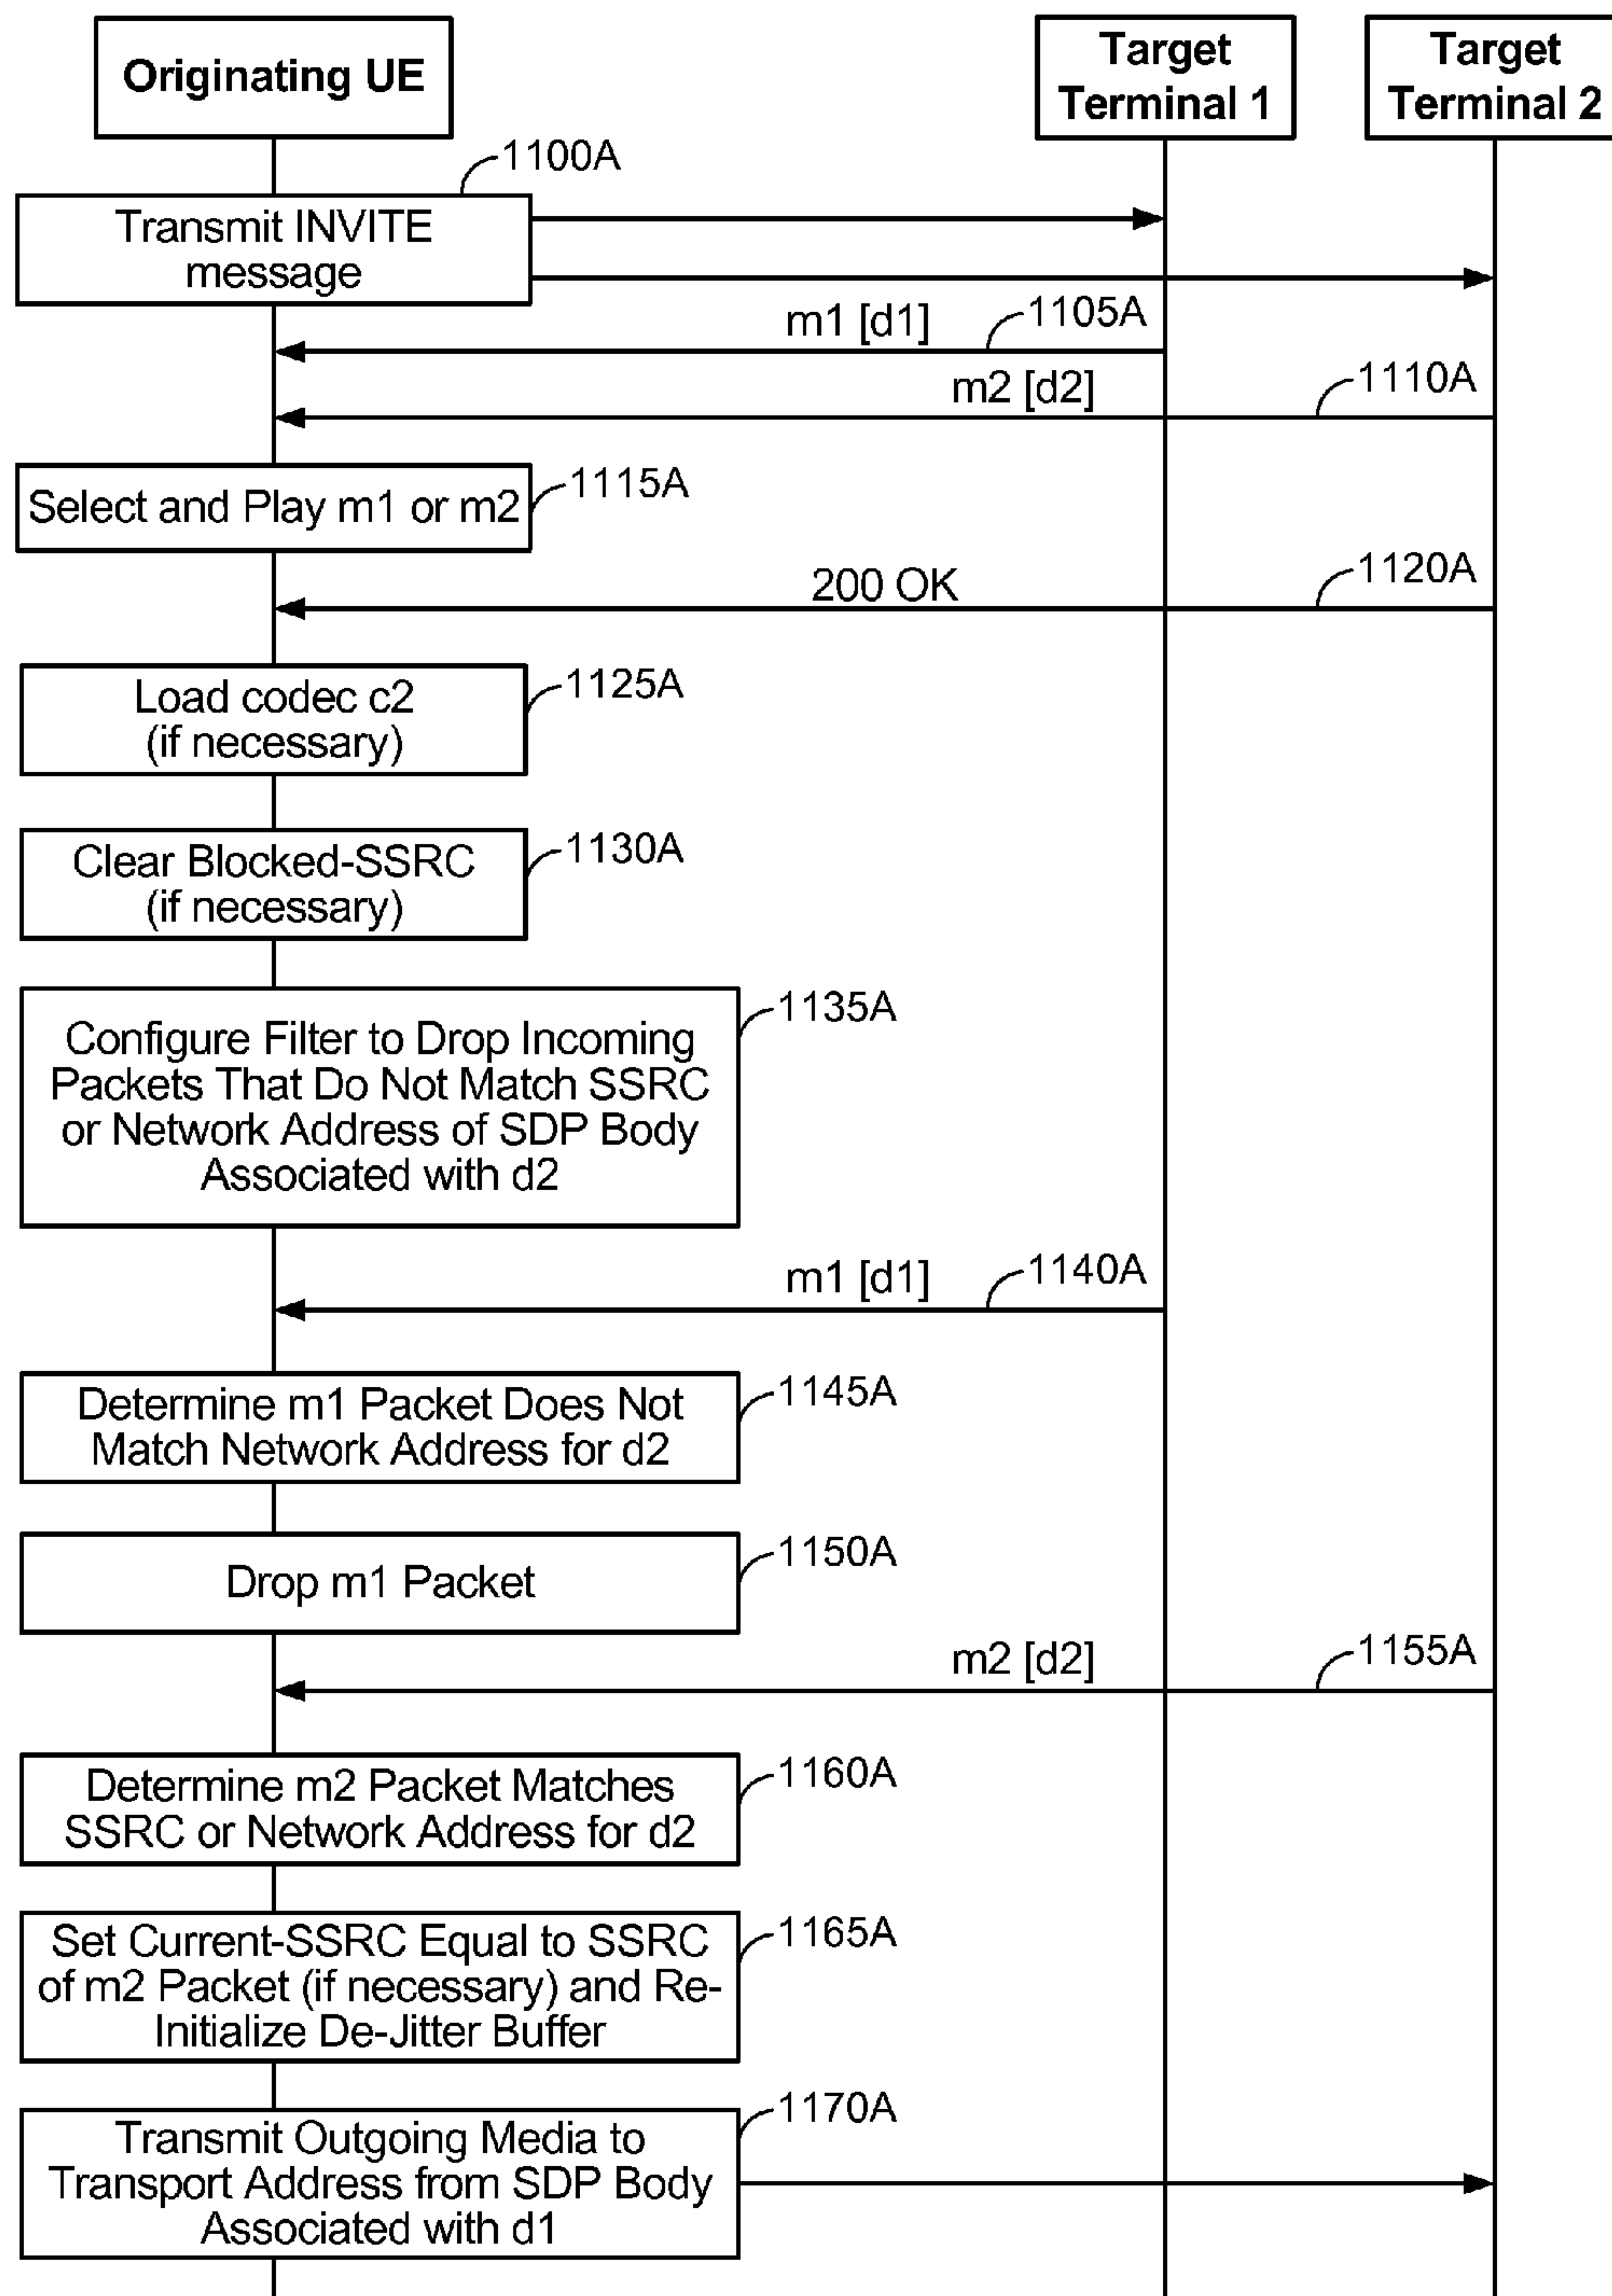 Originating UE
Target
Terminal 1
Target
Terminal 2
1100A
Transmit INVITE
message
m1 [d1]
1105A
m2 [d2]
1110A
Select and Play m1 or m2
1115A
200 OK
1120A
Load codec c2
(if necessary)
1125A
Clear Blocked-SSRC
(if necessary)
1130A
Configure Filter to Drop Incoming
Packets That Do Not Match SSRC
or Network Address of SDP Body
Associated with d2
1135A
m1 [d1]
1140A
Determine m1 Packet Does Not
Match Network Address for d2
1145A
Drop m1 Packet
1150A
m2 [d2]
1155A
Determine m2 Packet Matches
SSRC or Network Address for d2
1160A
Set Current-SSRC Equal to SSRC
of m2 Packet (if necessary) and Re-
Initialize De-Jitter Buffer
1165A
Transmit Outgoing Media to
Transport Address from SDP Body
Associated with d1
1170A